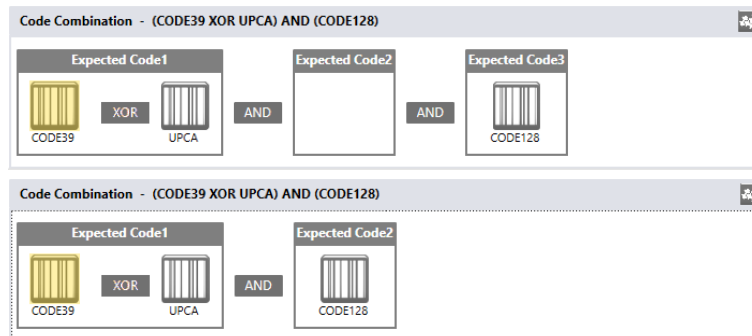 Code Combination - (CODE39 XOR UPCA) AND (CODE128)
Expected Code1 Expected Code2 Expected Code3
XOR AND AND
CODE39 UPCA CODE128
Code Combination - (CODE39 XOR UPCA) AND (CODE128)
Expected Code1 Expected Code2
XOR AND
CODE39 UPCA CODE128